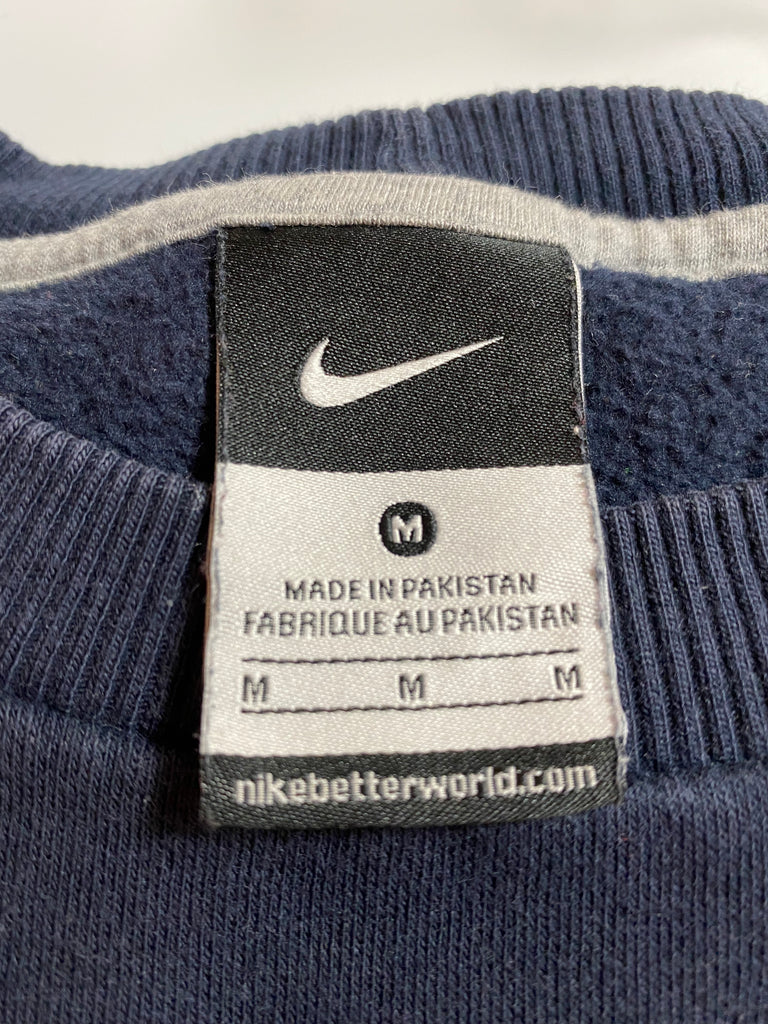 M
MADE IN PAKISTAN
FABRIQUE AU PAKISTAN
M M M
nikebetterworld.com